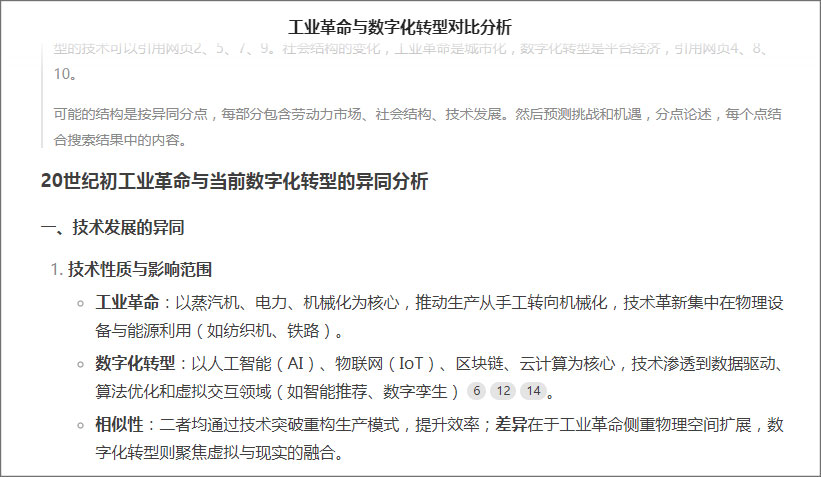 工业革命与数字化转型对比分析
型的技术可以引用网页2、5、7、9。社会结构的变化，工业革命是城市化，数字化转型是平台经济，引用网页4、8、
10。
可能的结构是按异同分点，每部分包含劳动力市场、社会结构、技术发展。然后预测挑战和机遇，分点论述，每个点结
合搜索结果中的内容。
20世纪初工业革命与当前数字化转型的异同分析
一、技术发展的异同
1. 技术性质与影响范围
工业革命：以蒸汽机、电力、机械化为核心，推动生产从手工转向机械化，技术革新集中在物理设
备与能源利用（如纺织机、铁路）。
数字化转型：以人工智能（AI）、物联网（IoT）、区块链、云计算为核心，技术渗透到数据驱动、
算法优化和虚拟交互领域（如智能推荐、数字孪生） 6 12 14 。
相似性：二者均通过技术突破重构生产模式，提升效率；差异在于工业革命侧重物理空间扩展，数
字化转型则聚焦虚拟与现实的融合。